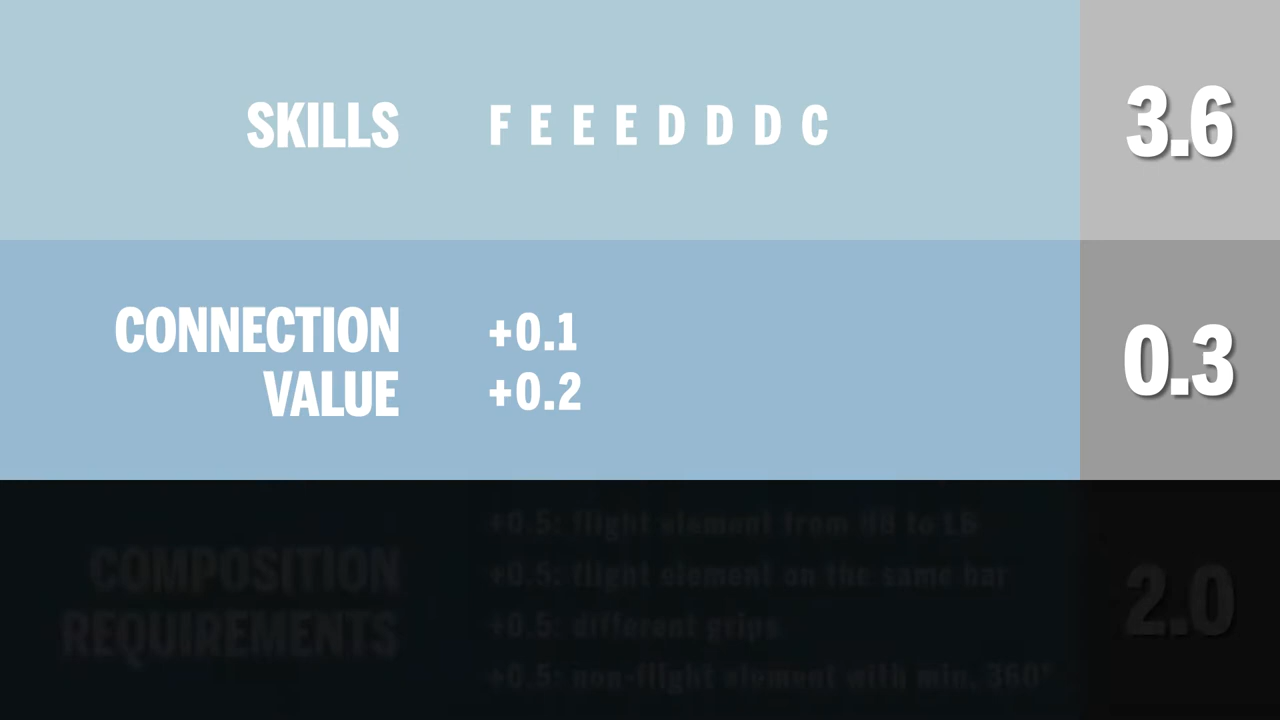 SKILLS F E E E D D D C 3.6
CONNECTION VALUE +0.1 0.3
+0.2
COMPOSITION REQUIREMENTS 2.0
+0.5: flight element from HB to LB
+0.5: flight element on the same bar
+0.5: different grips
+0.5: non-flight element with min. 360°